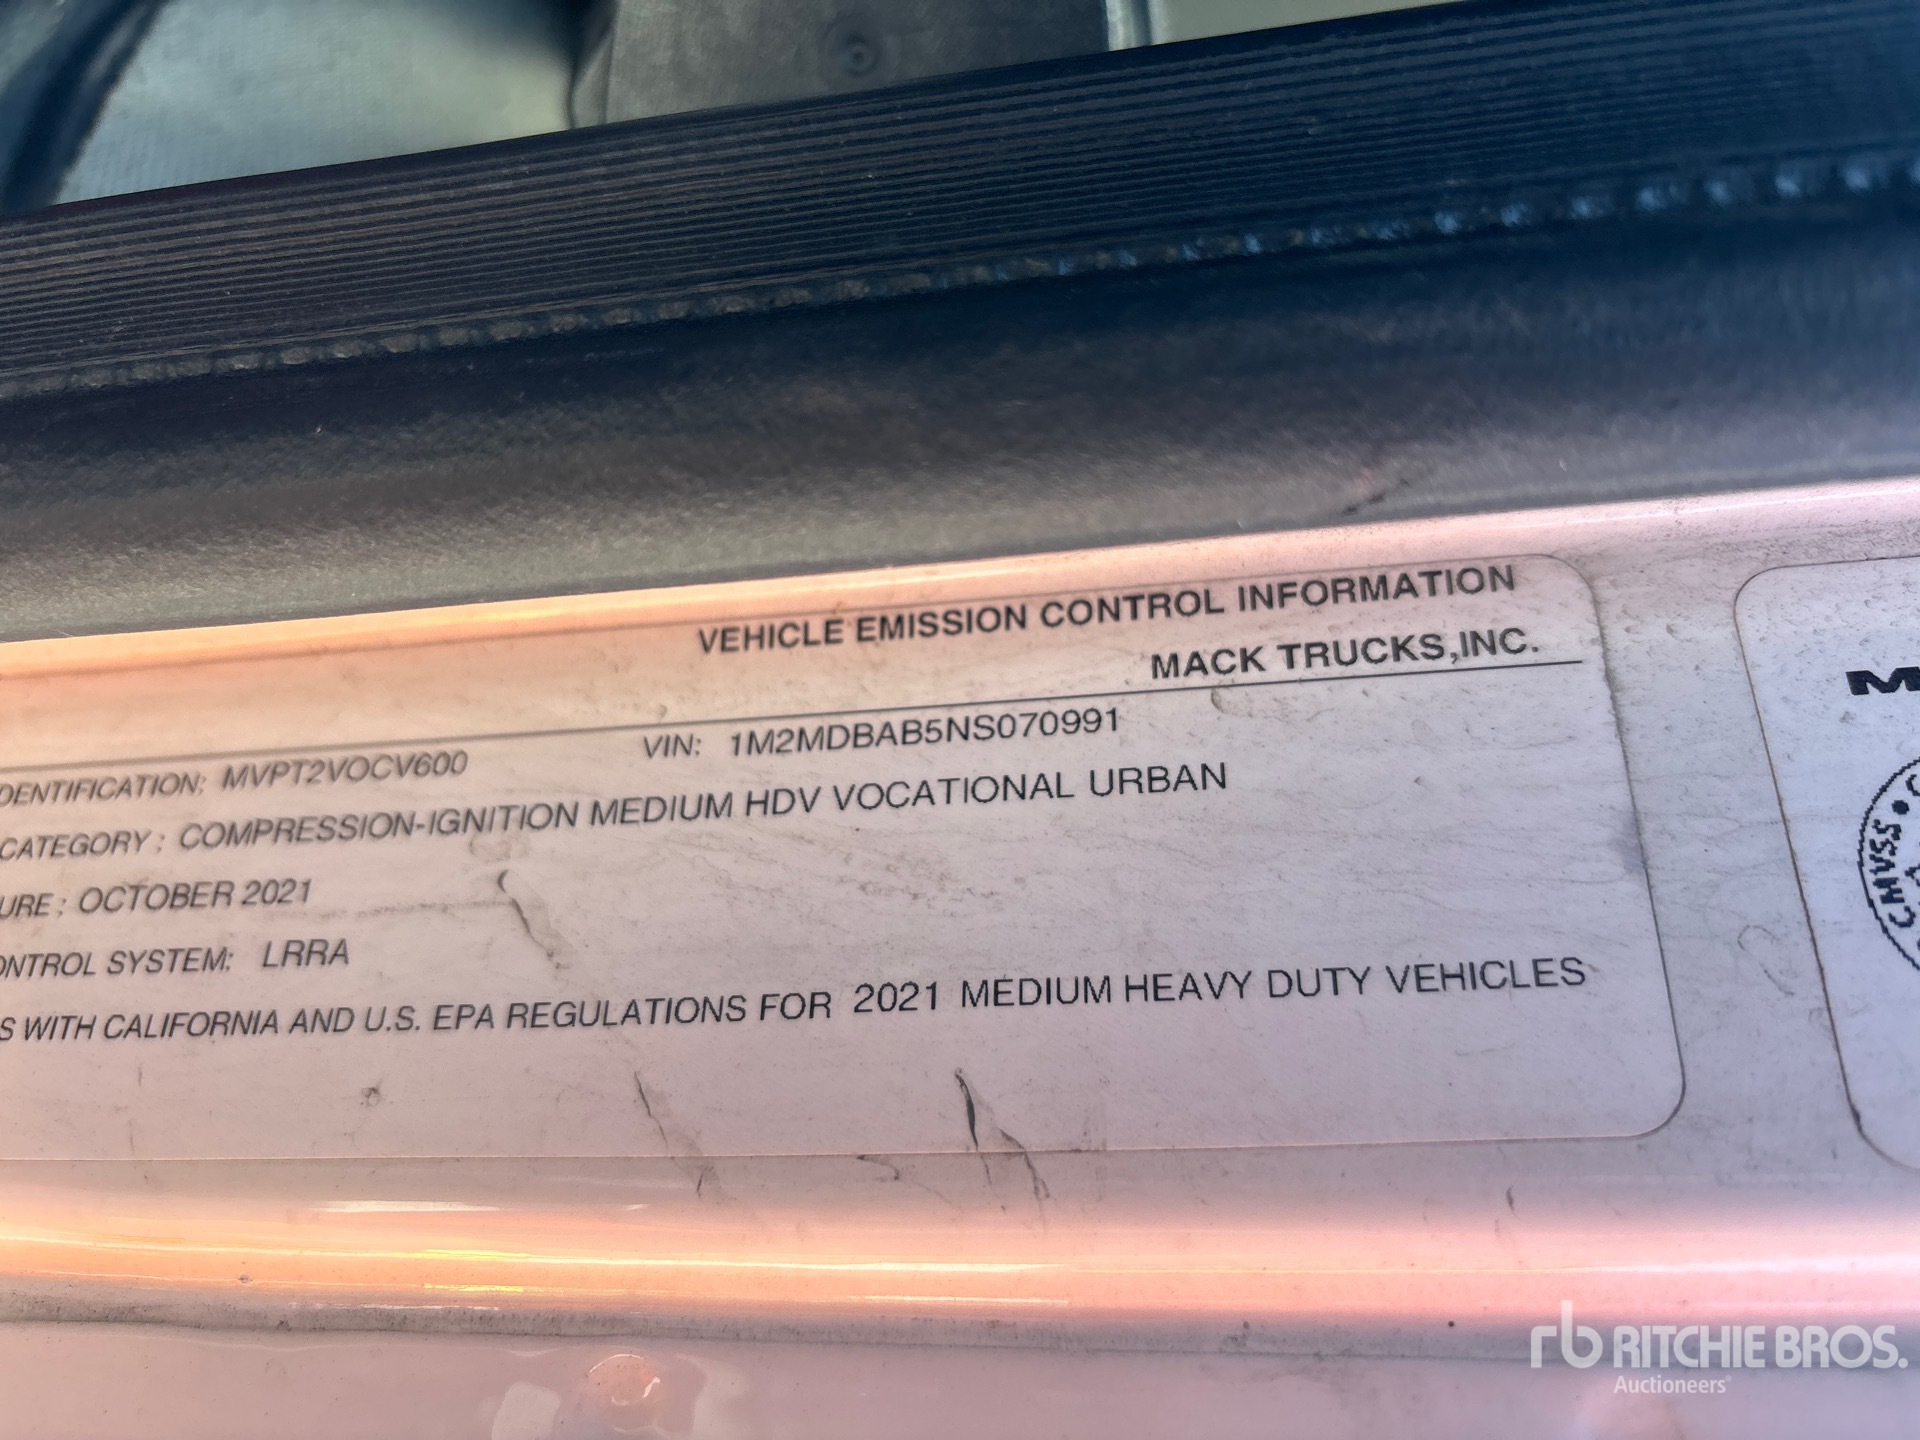 VEHICLE EMISSION CONTROL INFORMATION
MACK TRUCKS,INC.
DENTIFICATION: MVPT2VOCV600 VIN: 1M2MDBAB5NS070991
CATEGORY : COMPRESSION-IGNITION MEDIUM HDV VOCATIONAL URBAN
URE : OCTOBER 2021
ONTROL SYSTEM: LRRA
S WITH CALIFORNIA AND U.S. EPA REGULATIONS FOR 2021 MEDIUM HEAVY DUTY VEHICLES
M
CMVSS
rb RITCHIE BROS.
Auctioneers